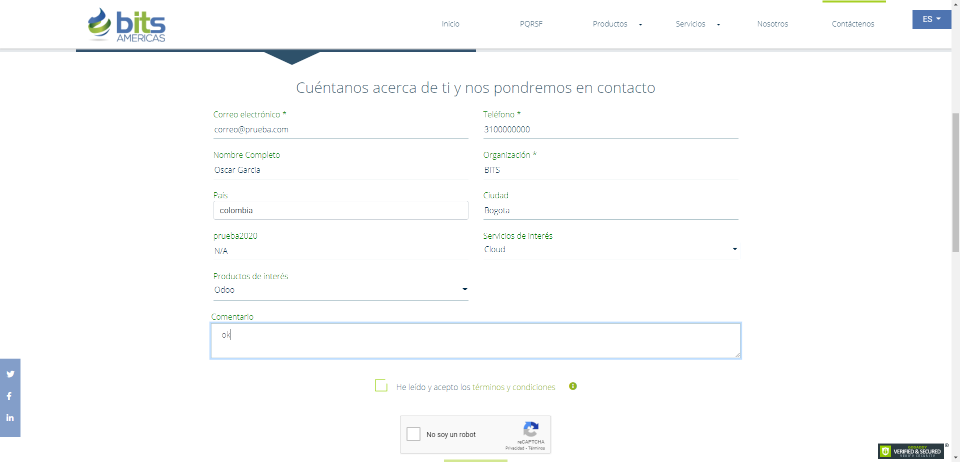 bits
AMERICAS
Inicio PQRSF Productos Servicios Nosotros Contáctenos ES
Cuéntanos acerca de ti y nos pondremos en contacto
Correo electrónico * Teléfono *
correo@prueba.com 3100000000
Nombre Completo Organización *
Oscar García BITS
País Ciudad
colombia Bogota
prueba2020 Servicios de Interés
N/A Cloud
Productos de interés
Odoo
Comentario
ok
He leído y acepto los términos y condiciones
No soy un robot
reCAPTCHA
Privacidad - Términos
VERIFIED & SECURED
VERIFY SECURITY